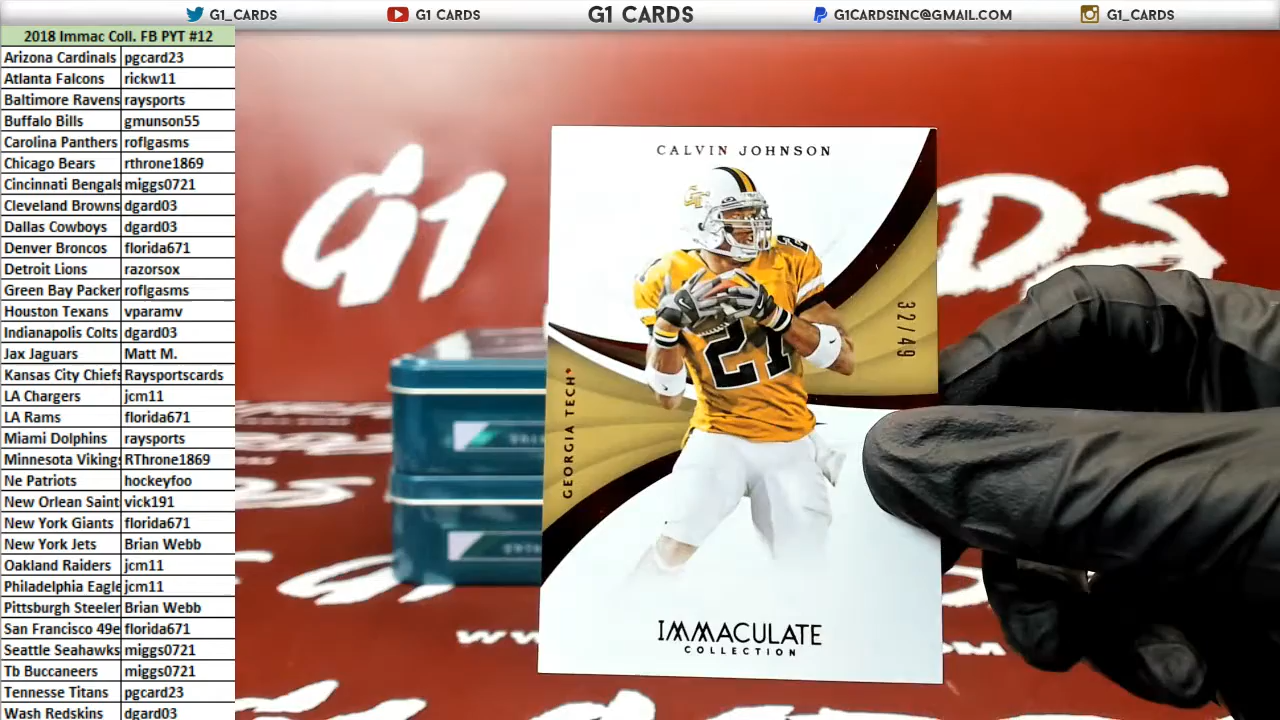 G1_CARDS
G1 CARDS
G1 CARDS
G1CARDSINC@GMAIL.COM
G1_CARDS
2018 Immac Coll. FB PYT #12
Arizona Cardinals pgcard23
Atlanta Falcons rickw11
Baltimore Ravens raysports
Buffalo Bills gmunson55
Carolina Panthers roflgasms
Chicago Bears rthrone1869
Cincinnati Bengals miggs0721
Cleveland Browns dgard03
Dallas Cowboys dgard03
Denver Broncos florida671
Detroit Lions razorsox
Green Bay Packer roflgasms
Houston Texans vparamv
Indianapolis Colts dgard03
Jax Jaguars Matt M.
Kansas City Chiefs Raysportscards
LA Chargers jcm11
LA Rams florida671
Miami Dolphins raysports
Minnesota Vikings RThrone1869
Ne Patriots hockeyfoo
New Orlean Saint vick191
New York Giants florida671
New York Jets Brian Webb
Oakland Raiders jcm11
Philadelphia Eagle jcm11
Pittsburgh Steeler Brian Webb
San Francisco 49e florida671
Seattle Seahawks miggs0721
Tb Buccaneers miggs0721
Tennesse Titans pgcard23
Wash Redskins dgard03
G1
DS
CALVIN JOHNSON
GT
21
32/49
GEORGIA TECH
IMMACULATE
COLLECTION